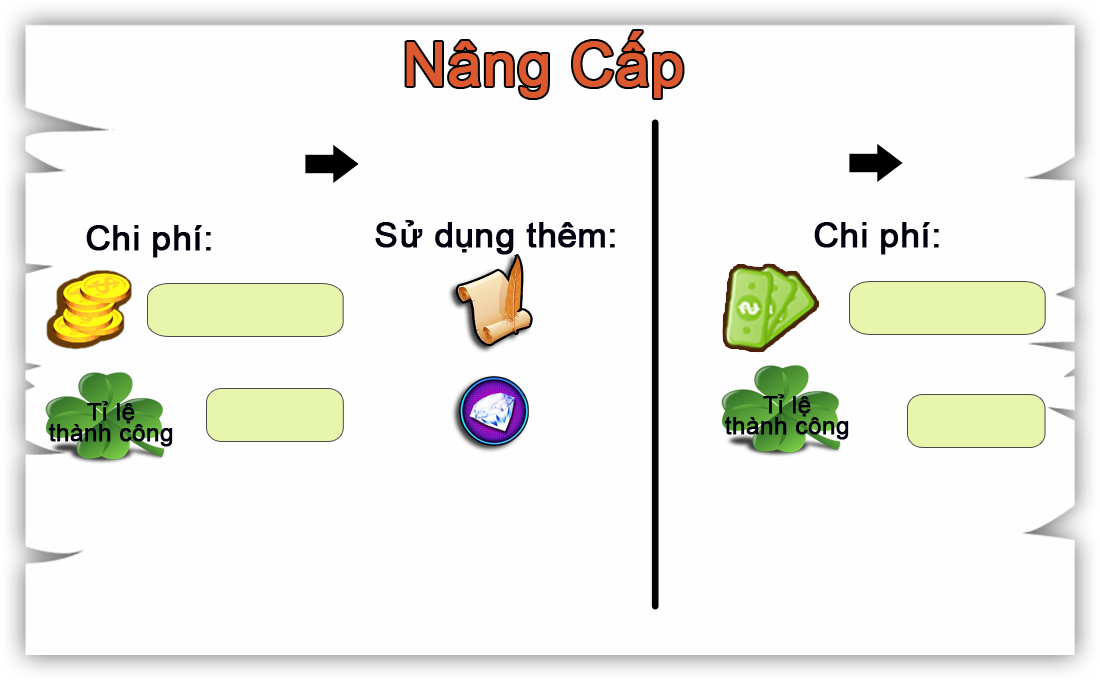 Nâng Cấp
Chi phí:
Sử dụng thêm:
Tỉ lệ
thành công
Chi phí:
Tỉ lệ
thành công